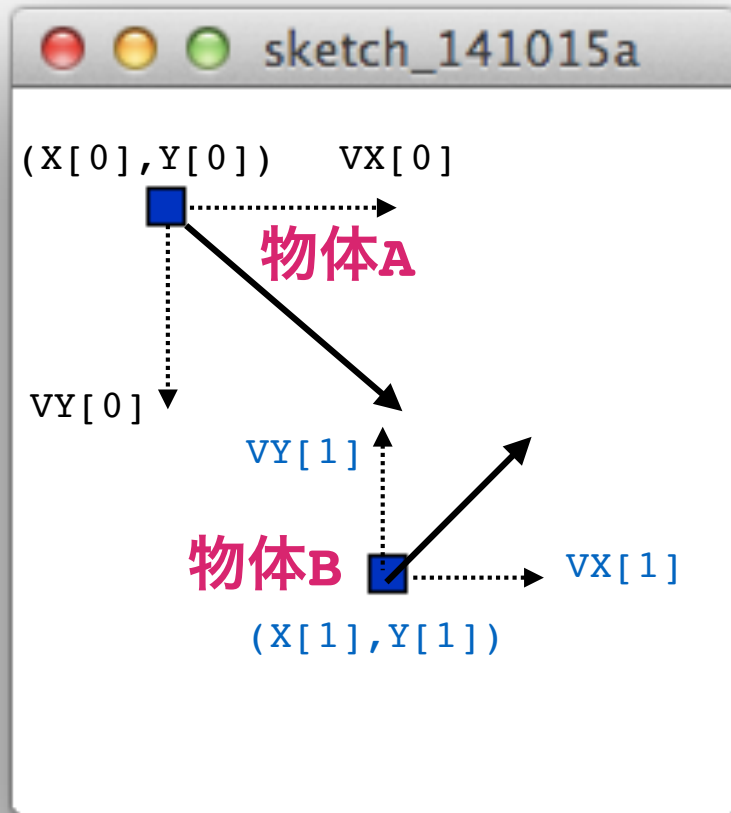 sketch_141015a
(X[0],Y[0]) VX[0]
物体A
VY[0]
VY[1]
物体B
VX[1]
(X[1],Y[1])